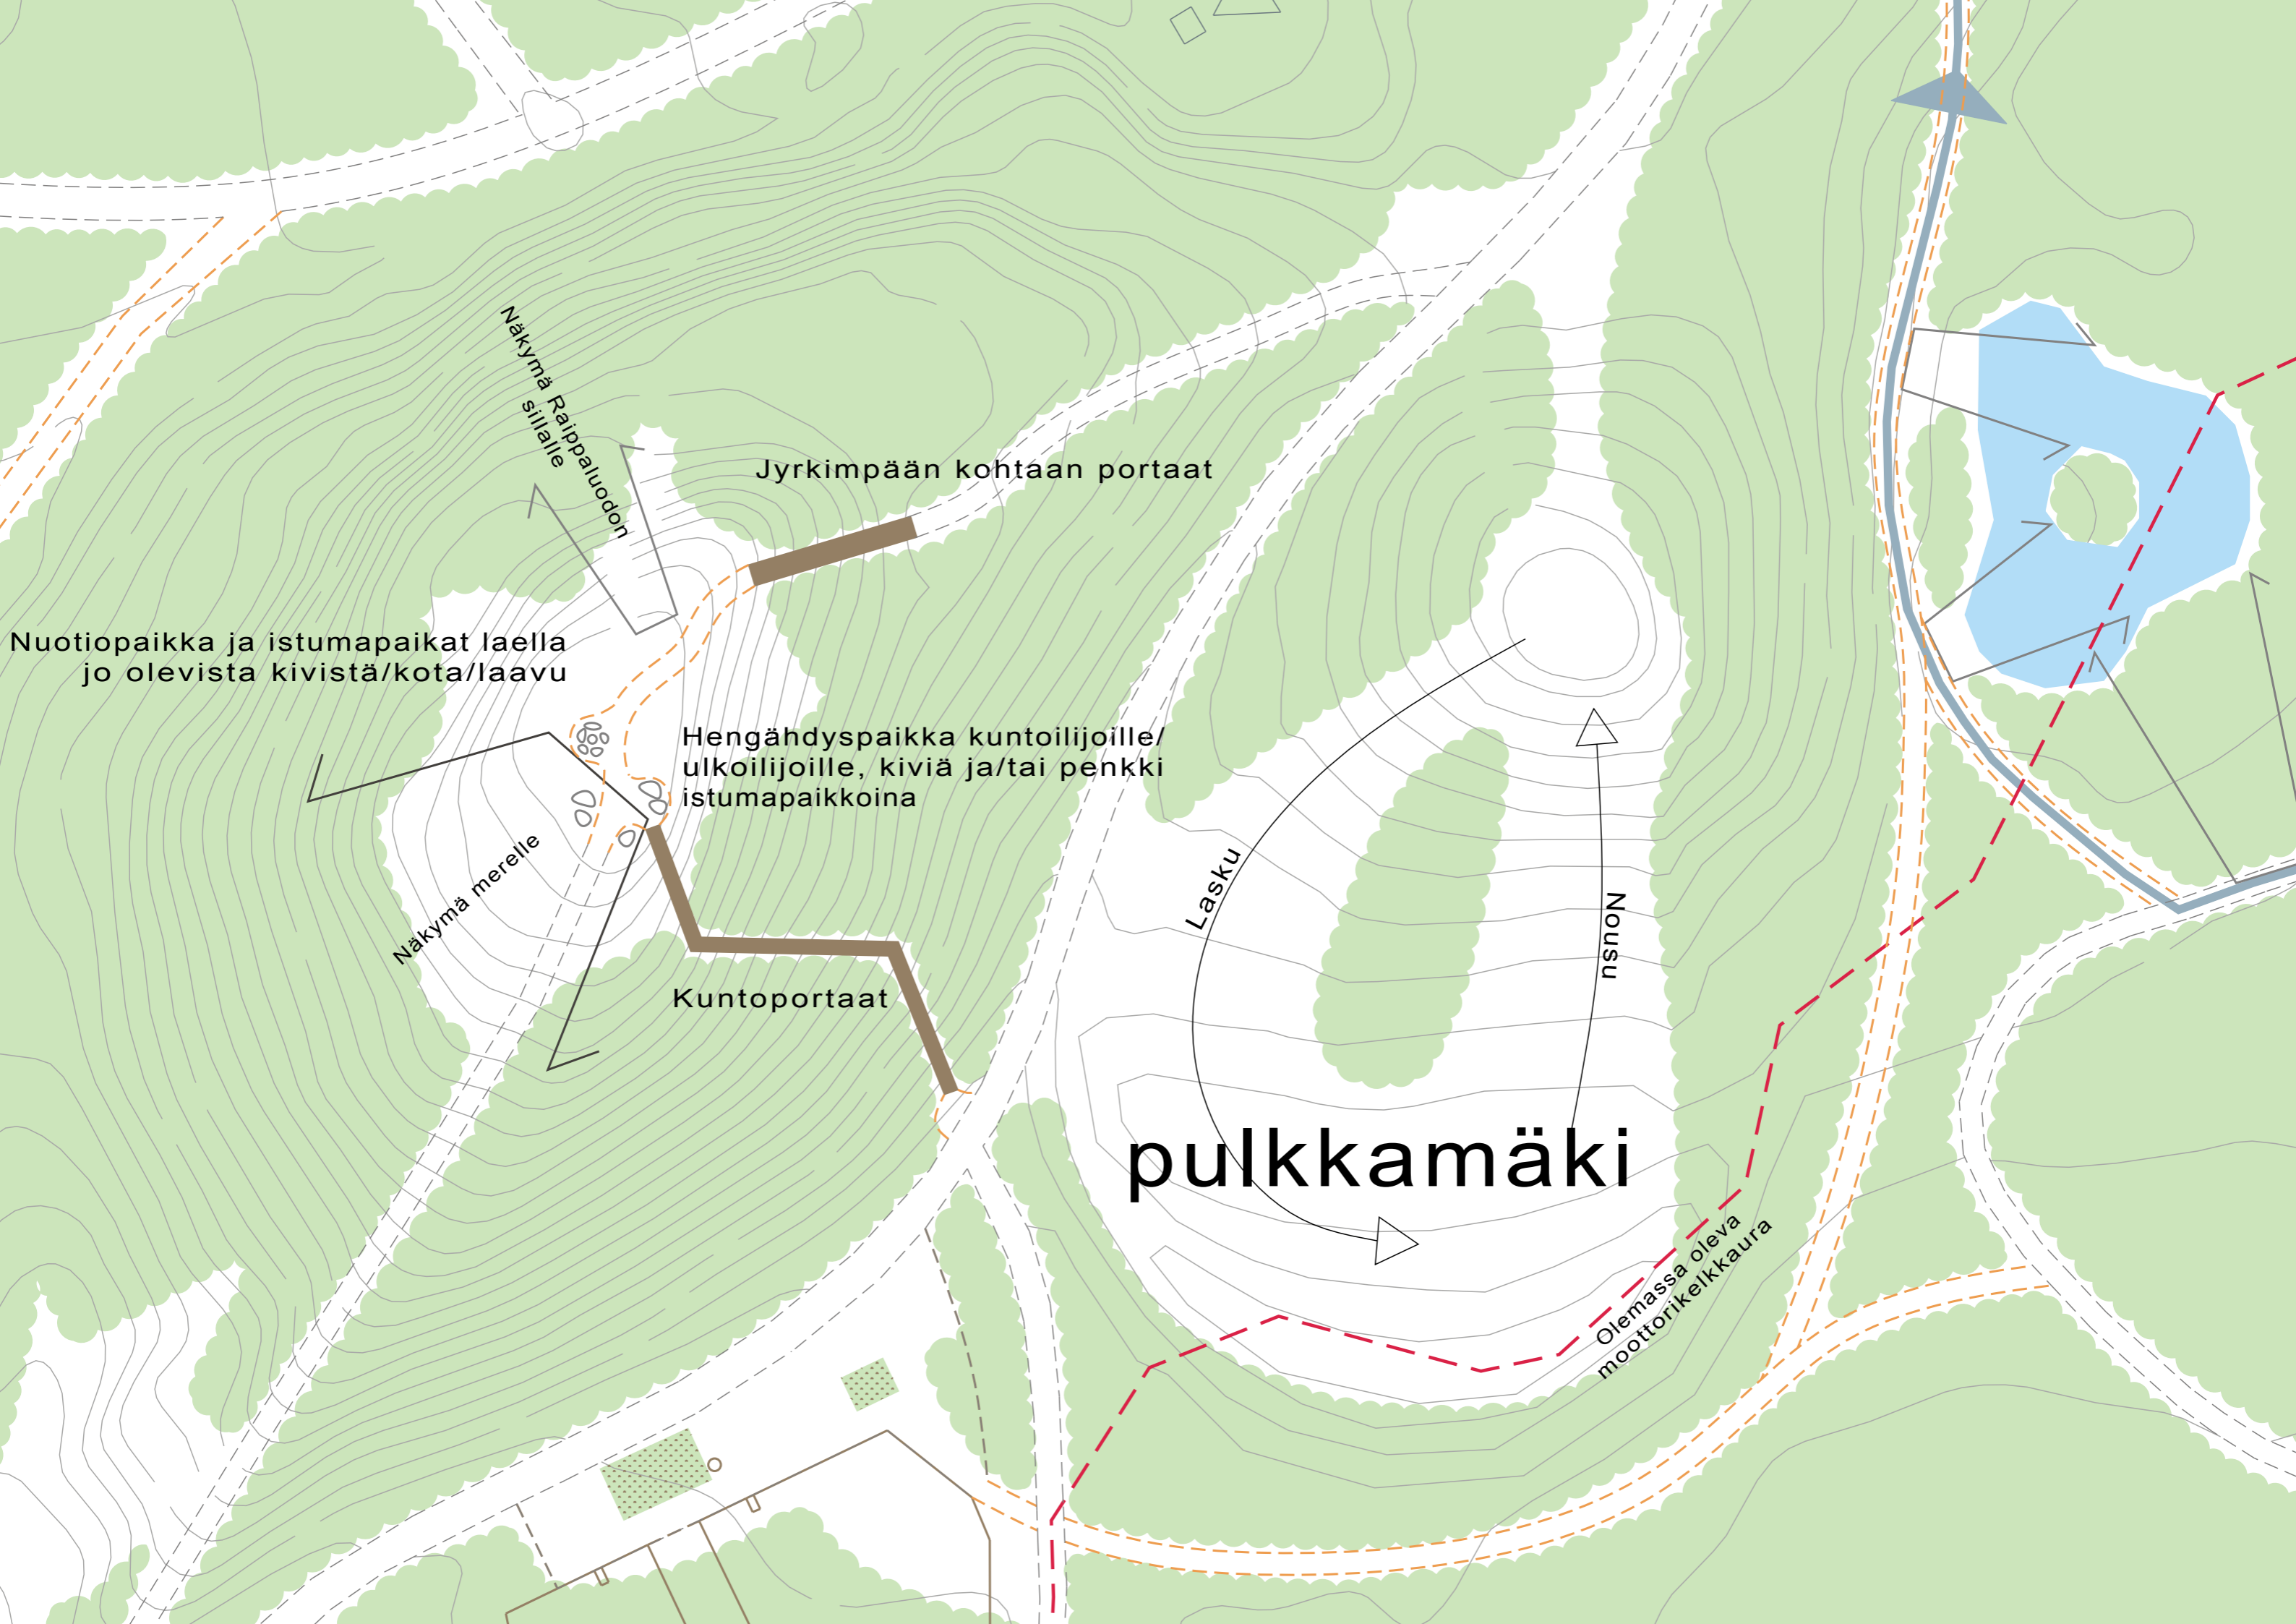 Näkymä Raippaluodon
sillalle
Jyrkimpään kohtaan portaat
Nuotiopaikka ja istumapaikat laella
jo olevista kivistä/kota/laavu
Hengähdyspaikka kuntoilijoille/
ulkoilijoille, kiviä ja/tai penkki
istumapaikkoina
Näkymä merelle
Kuntoportaat
Lasku
Nousu
pulkkamäki
Olemassa oleva
moottorikelkkaura